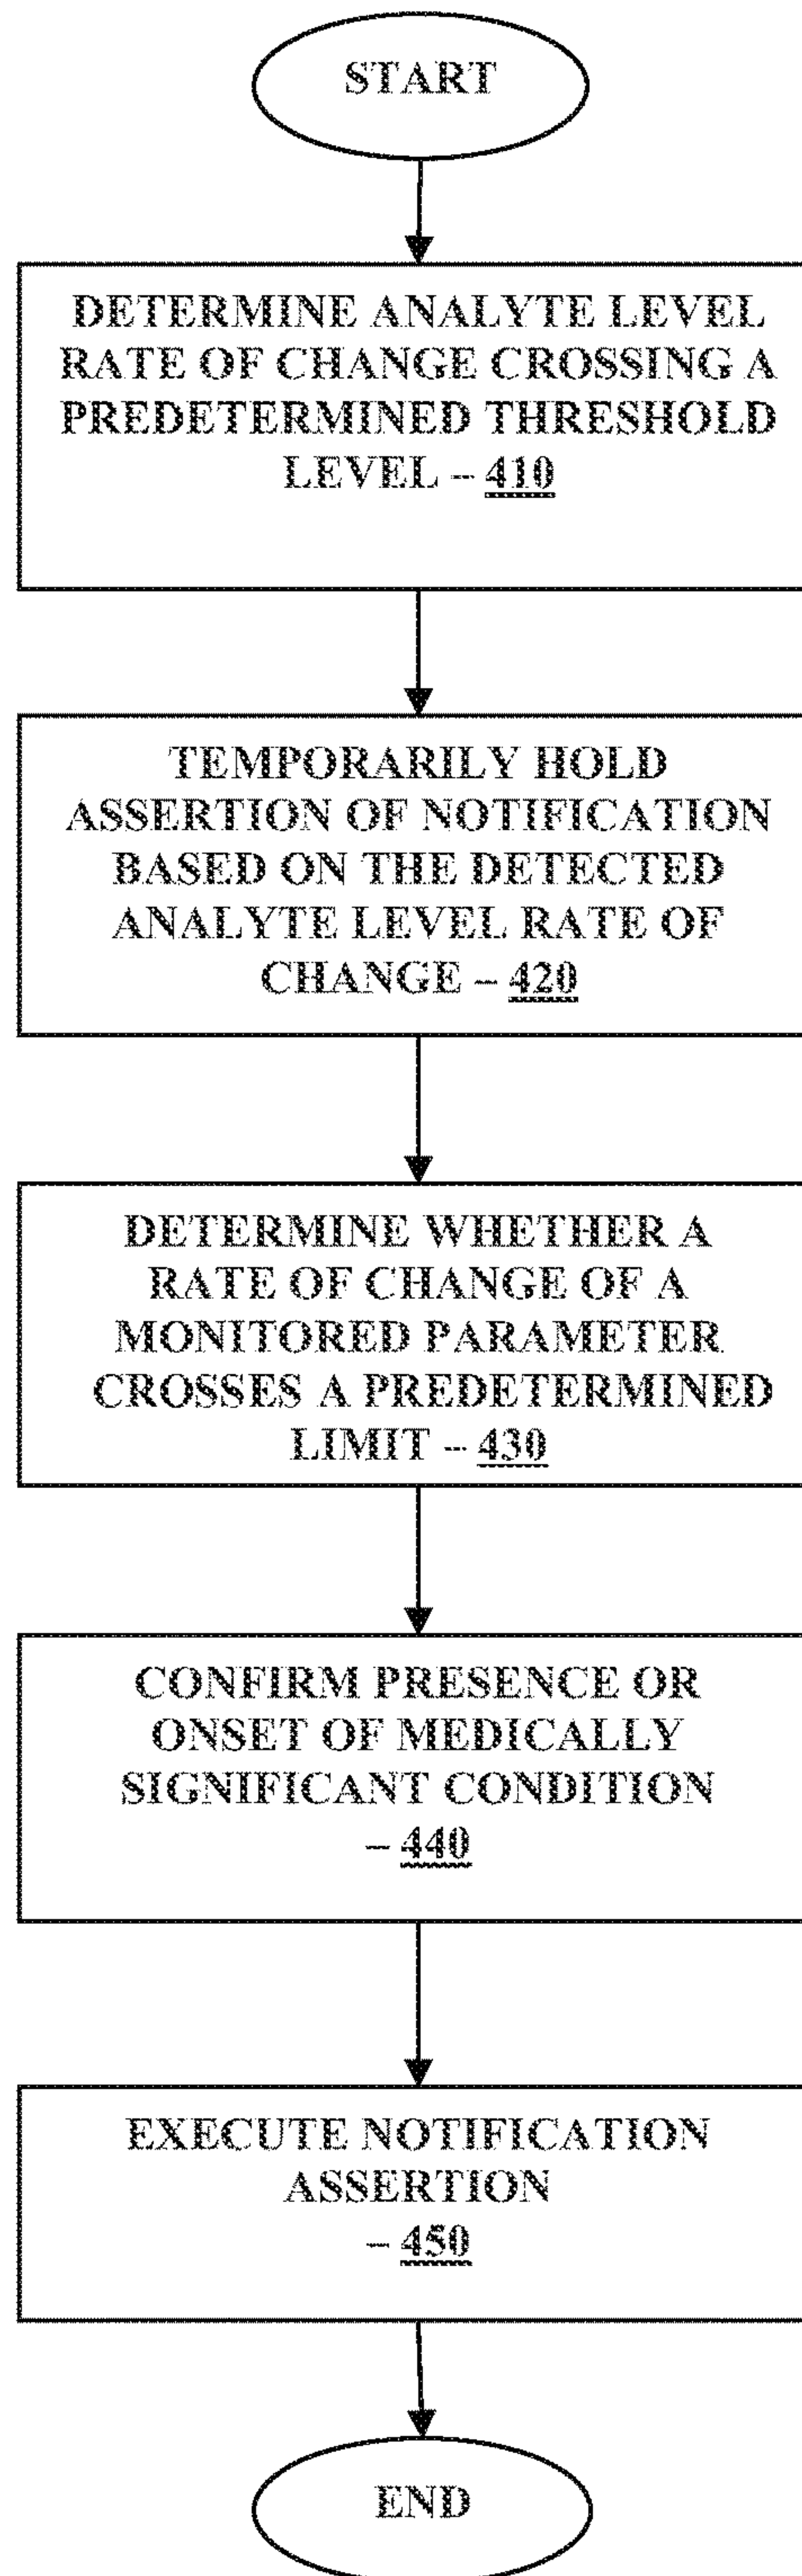 START
DETERMINE ANALYTE LEVEL
RATE OF CHANGE CROSSING A
PREDETERMINED THRESHOLD
LEVEL – 410
TEMPORARILY HOLD
ASSERTION OF NOTIFICATION
BASED ON THE DETECTED
ANALYTE LEVEL RATE OF
CHANGE – 420
DETERMINE WHETHER A
RATE OF CHANGE OF A
MONITORED PARAMETER
CROSSES A PREDETERMINED
LIMIT – 430
CONFIRM PRESENCE OR
ONSET OF MEDICALLY
SIGNIFICANT CONDITION
– 440
EXECUTE NOTIFICATION
ASSERTION
– 450
END